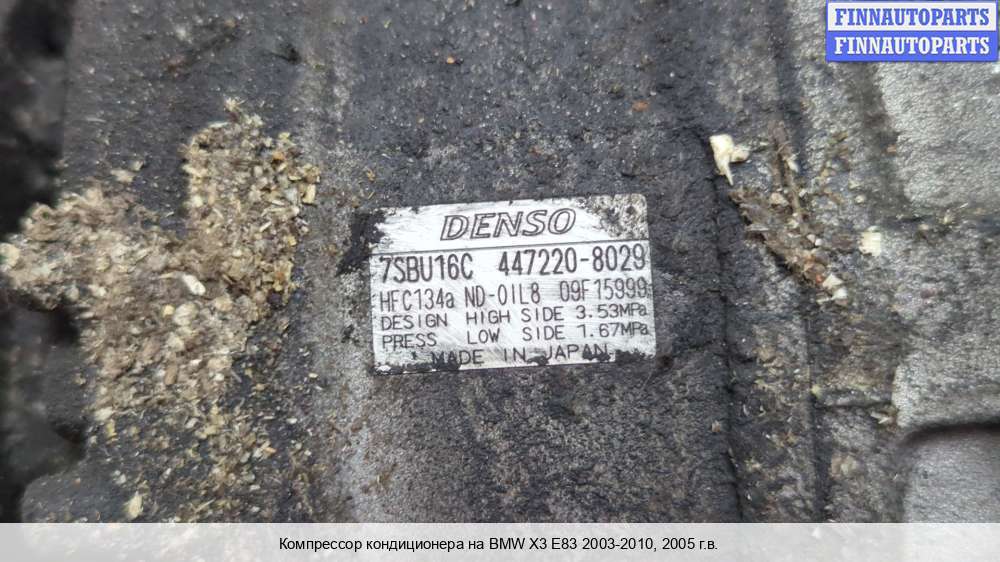 FINNAUTOPARTS
FINNAUTOPARTS
DENSO
7SBU16C 447220-8029
HFC134a ND-OIL8 09F15999
DESIGN HIGH SIDE 3.53MPa
PRESS LOW SIDE 1.67MPa
MADE IN JAPAN
Компрессор кондиционера на BMW X3 E83 2003-2010, 2005 г.в.